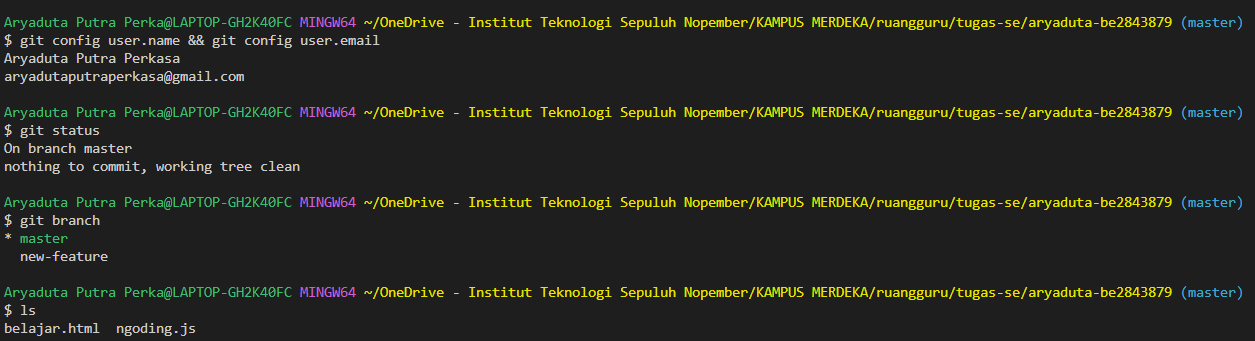 Aryaduta Putra Perka@LAPTOP-GH2K40FC MINGW64 ~/OneDrive - Institut Teknologi Sepuluh Nopember/KAMPUS MERDEKA/ruangguru/tugas-se/aryaduta-be2843879 (master)
$ git config user.name && git config user.email
Aryaduta Putra Perkasa
aryadutaputraperkasa@gmail.com
Aryaduta Putra Perka@LAPTOP-GH2K40FC MINGW64 ~/OneDrive - Institut Teknologi Sepuluh Nopember/KAMPUS MERDEKA/ruangguru/tugas-se/aryaduta-be2843879 (master)
$ git status
On branch master
nothing to commit, working tree clean
Aryaduta Putra Perka@LAPTOP-GH2K40FC MINGW64 ~/OneDrive - Institut Teknologi Sepuluh Nopember/KAMPUS MERDEKA/ruangguru/tugas-se/aryaduta-be2843879 (master)
$ git branch
* master
  new-feature
Aryaduta Putra Perka@LAPTOP-GH2K40FC MINGW64 ~/OneDrive - Institut Teknologi Sepuluh Nopember/KAMPUS MERDEKA/ruangguru/tugas-se/aryaduta-be2843879 (master)
$ ls
belajar.html  ngoding.js